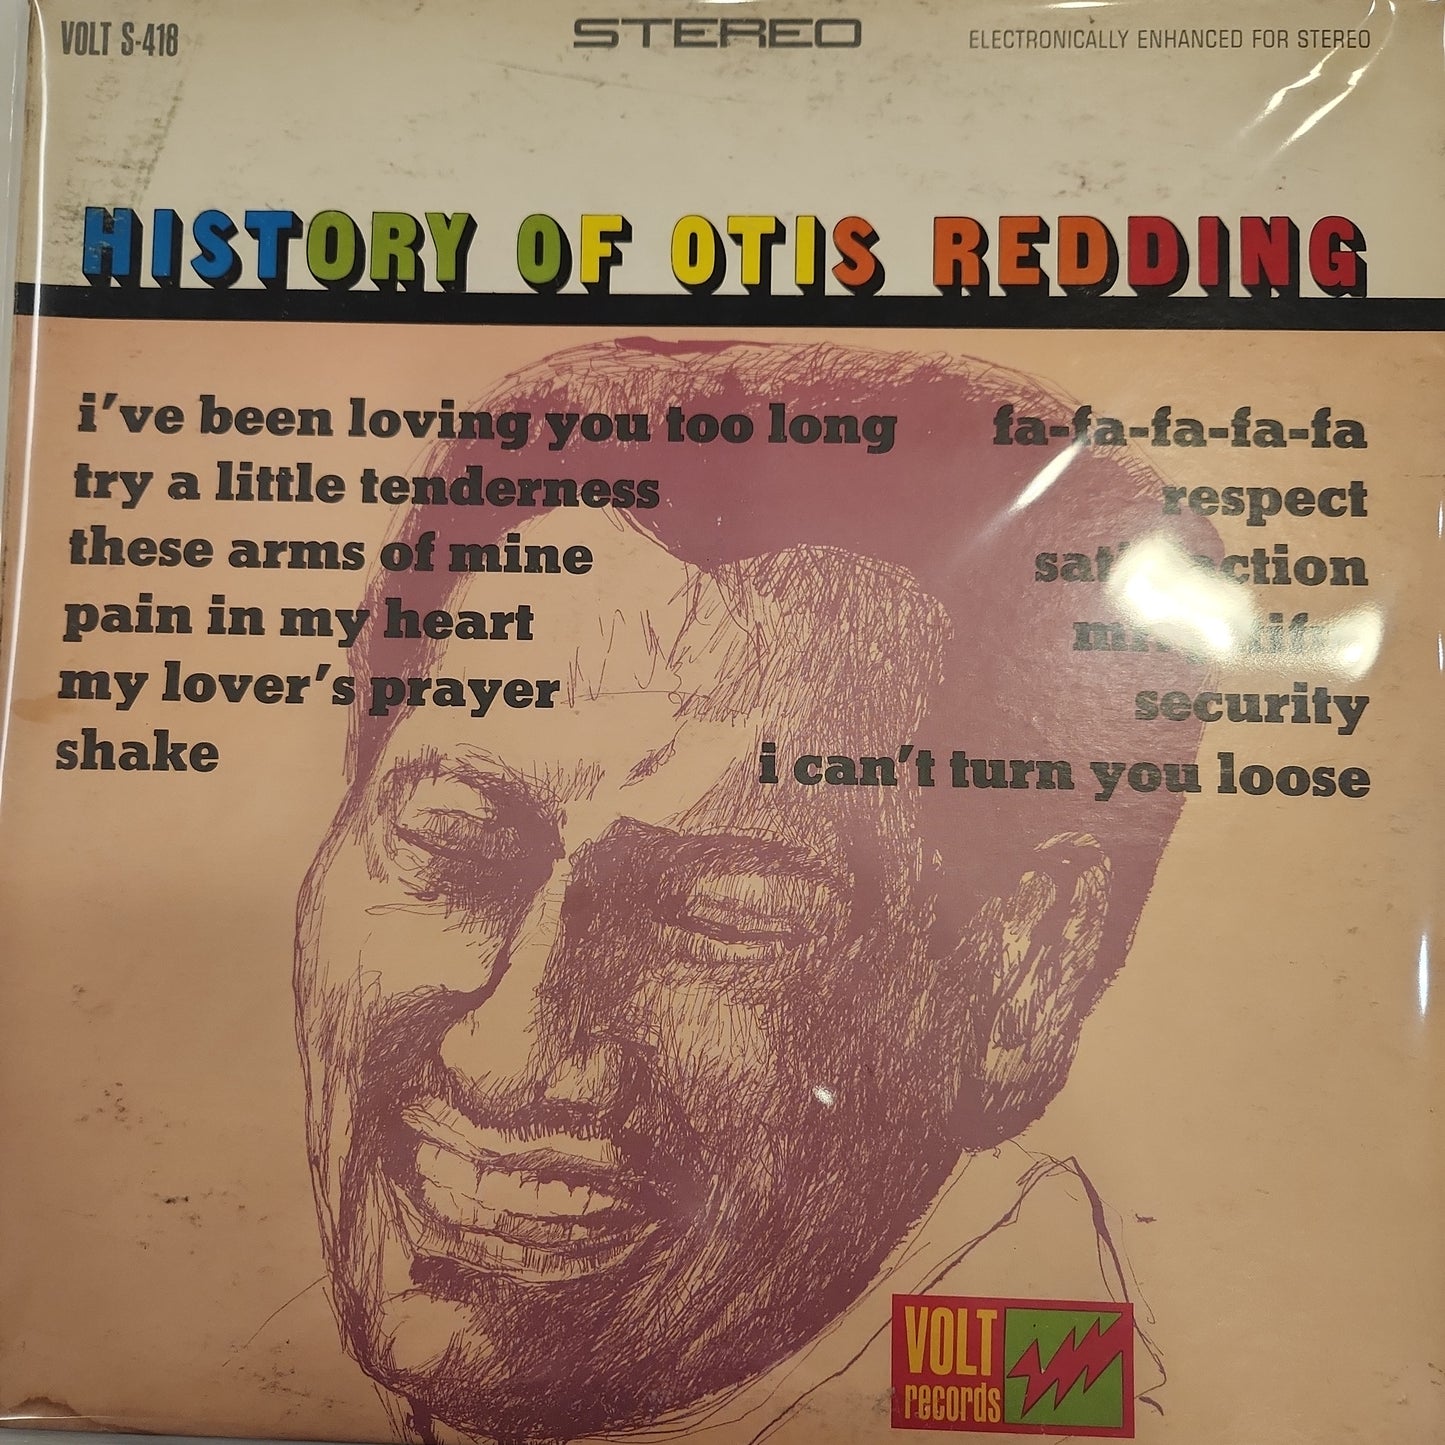 VOLT S-418
STEREO
ELECTRONICALLY ENHANCED FOR STEREO
HISTORY OF OTIS REDDING
i've been loving you too long
try a little tenderness
these arms of mine
pain in my heart
my lover's prayer
shake
fa-fa-fa-fa-fa
respect
satisfaction
security
i can't turn you loose
VOLT
records